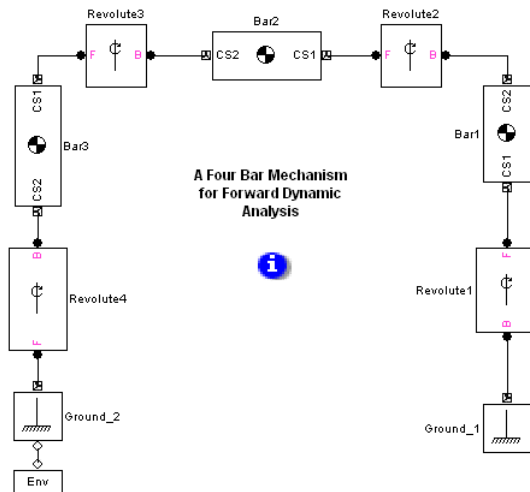 Revolute3
Bar2
Revolute2
F
B
CS2
CS1
F
B
CS1
CS2
Bar3
CS2
CS1
Bar1
A Four Bar Mechanism
for Forward Dynamic
Analysis
i
B
F
Revolute4
F
B
Revolute1
Ground_2
Ground_1
Env